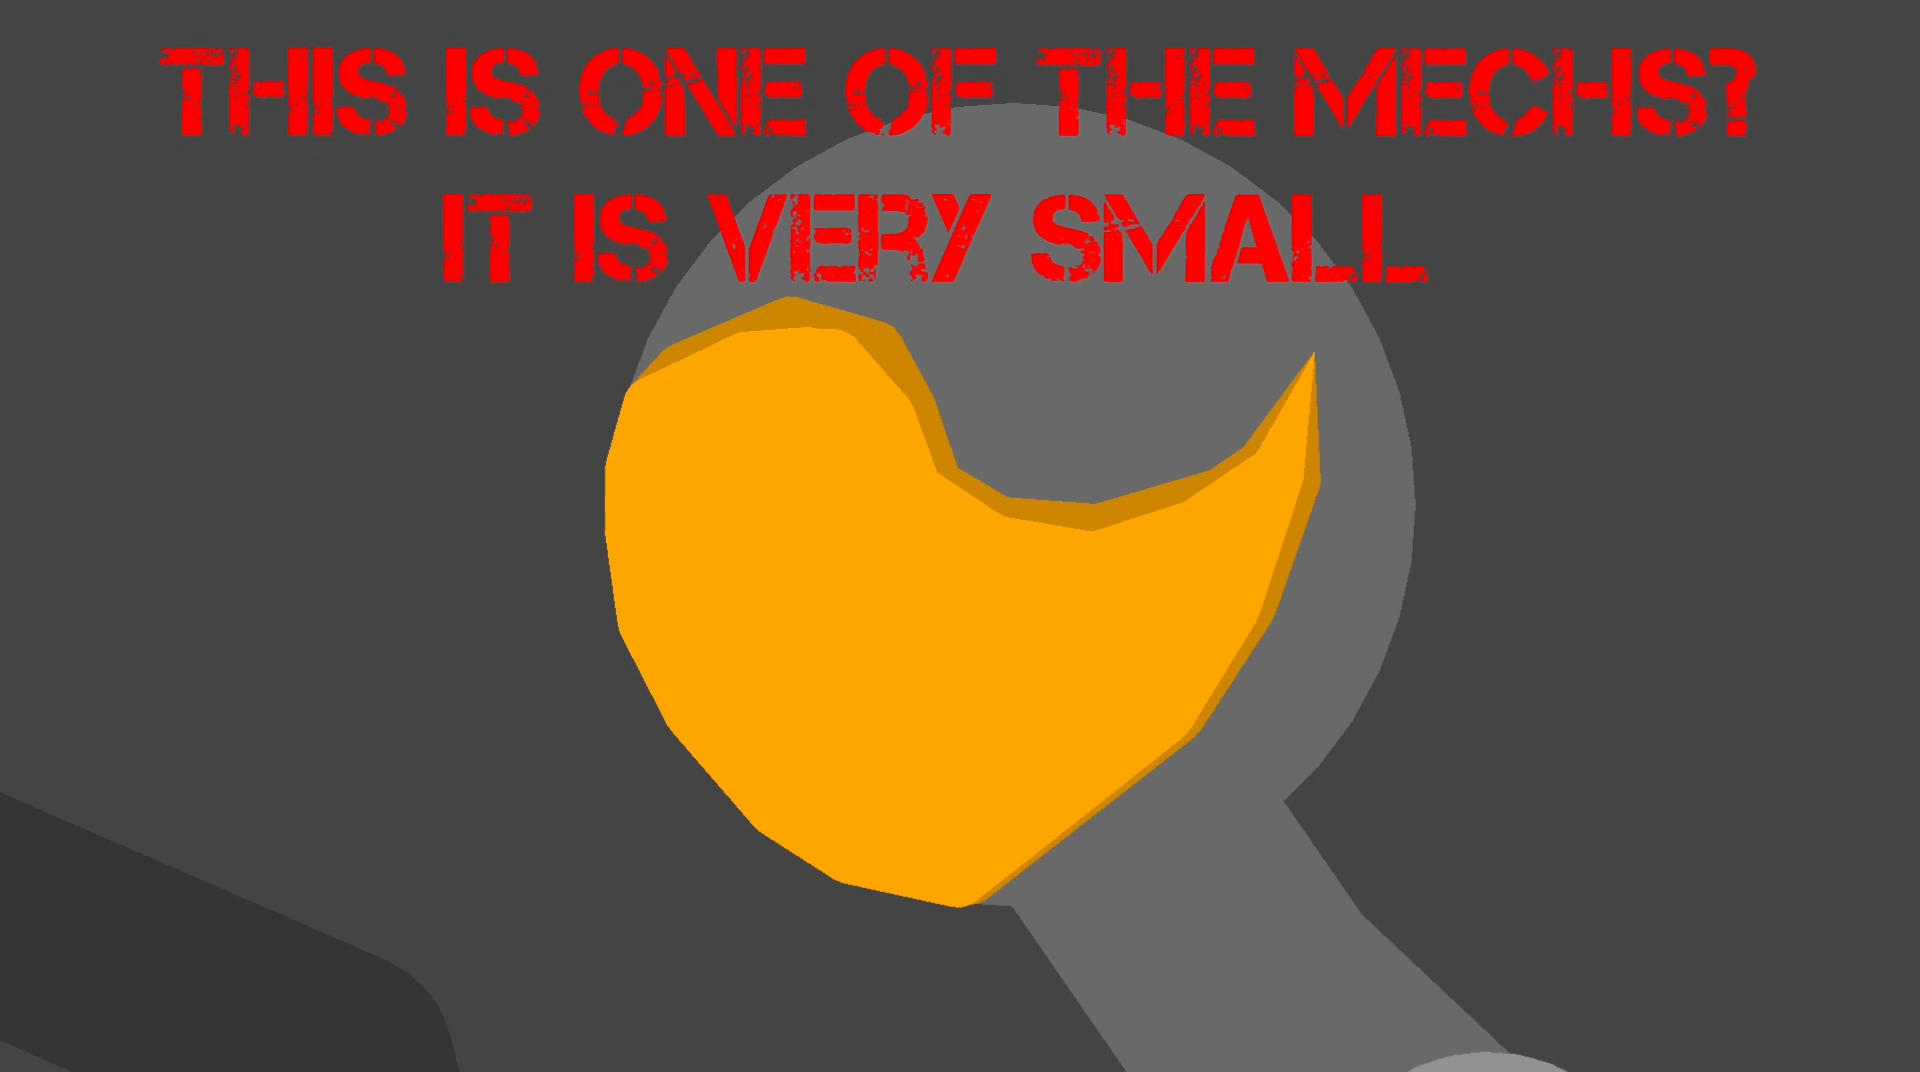 THIS IS ONE OF THE MECHS?
IT IS VERY SMALL